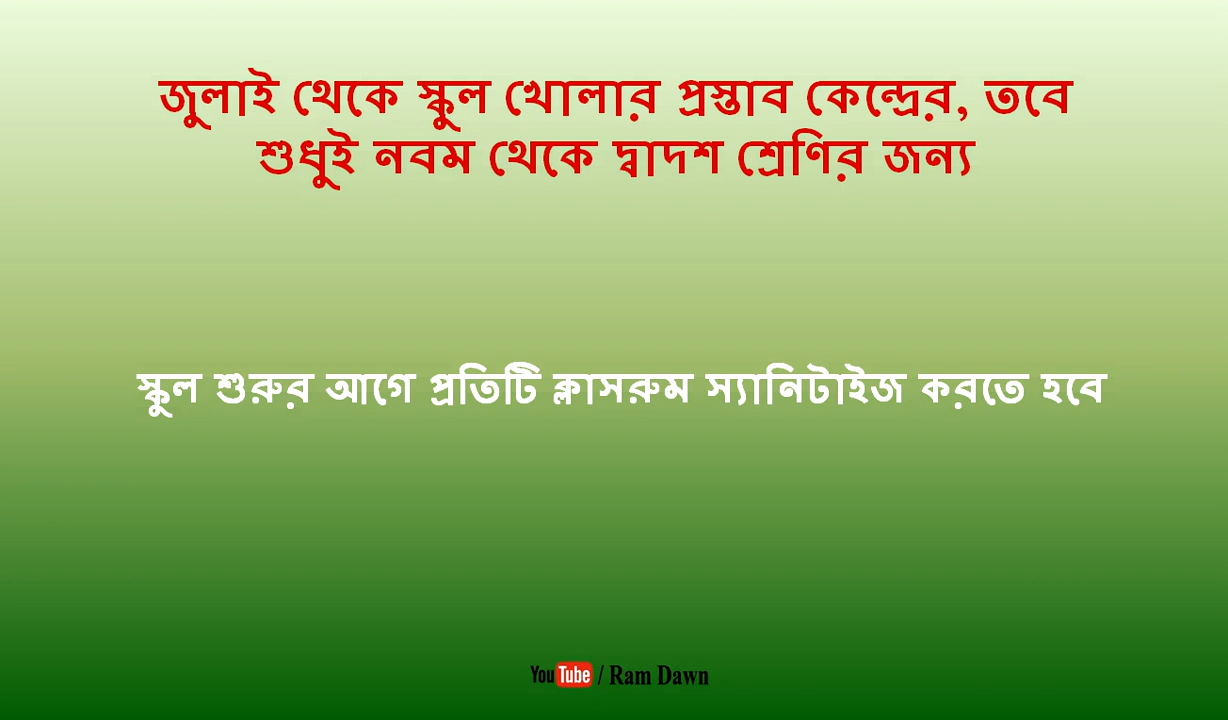 জুলাই থেকে স্কুল খোলার প্রস্তাব কেন্দ্রের, তবে
শুধুই নবম থেকে দ্বাদশ শ্রেণির জন্য
স্কুল শুরুর আগে প্রতিটি ক্লাসরুম স্যানিটাইজ করতে হবে
YouTube / Ram Dawn